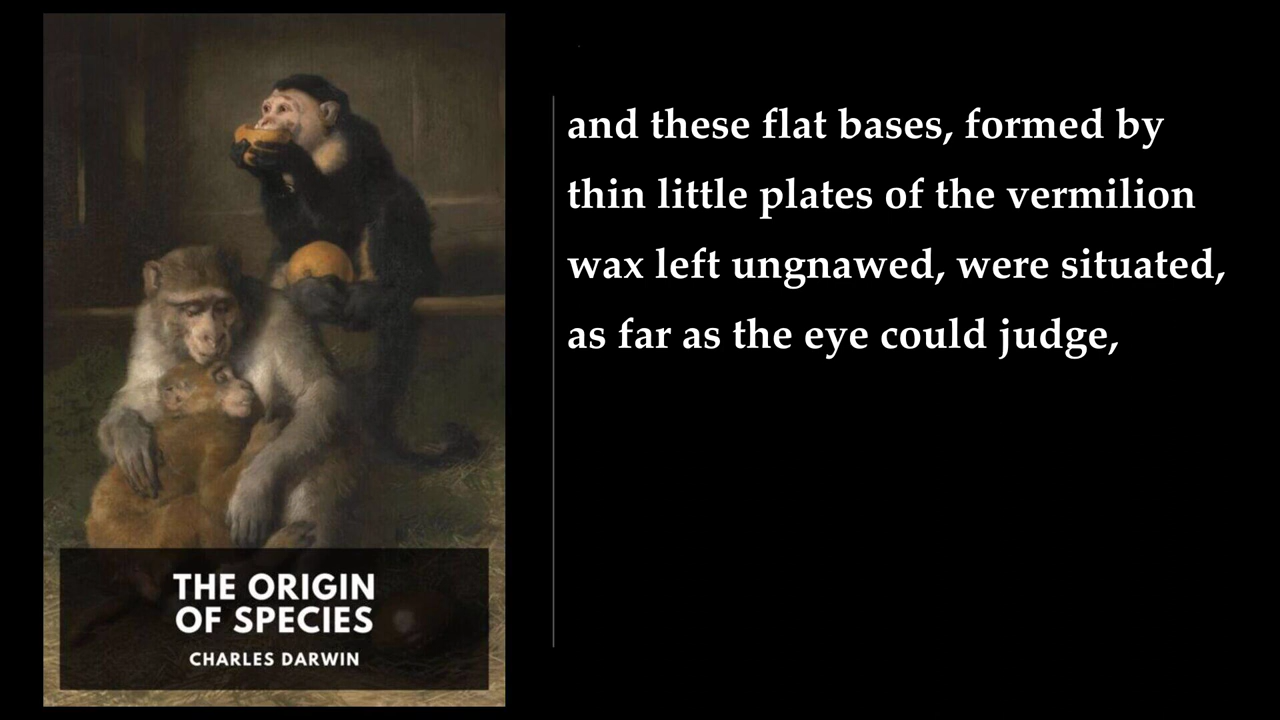 and these flat bases, formed by
thin little plates of the vermilion
wax left ungnawed, were situated,
as far as the eye could judge,
THE ORIGIN
OF SPECIES
CHARLES DARWIN